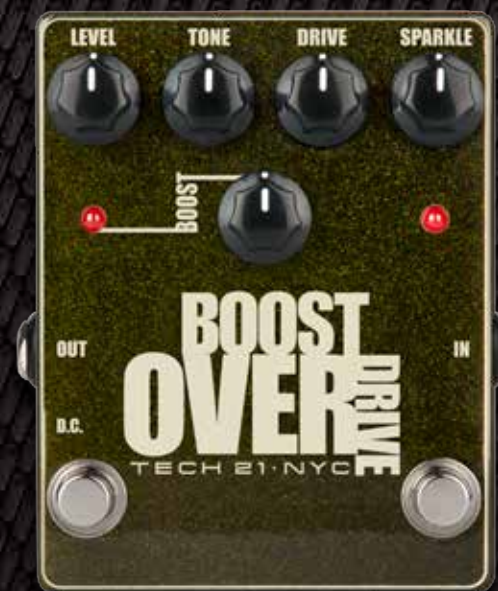 LEVEL TONE DRIVE SPARKLE
BOOST
OUT
IN
D.C.
BOOST
OVER
DRIVE
TECH 21·NYC